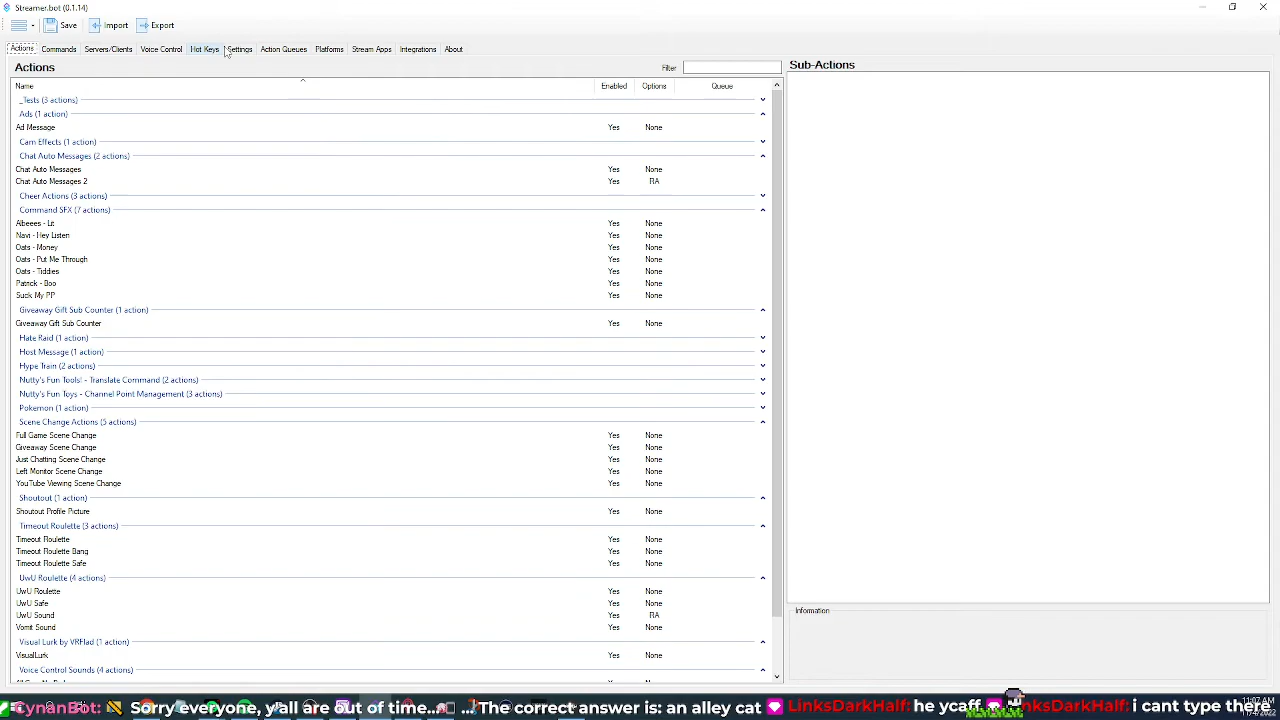 Streamer.bot (0.1.14)
Save Import Export
Actions Commands Servers/Clients Voice Control Hot Keys Settings Action Queues Platforms Stream Apps Integrations About
Actions Filter Sub-Actions
Name Enabled Options Queue
_Tests (3 actions)
Ads (1 action)
Ad Message Yes None
Cam Effects (1 action)
Chat Auto Messages (2 actions)
Chat Auto Messages Yes None
Chat Auto Messages 2 Yes RA
Cheer Actions (3 actions)
Command SFX (7 actions)
Albeees - Lit Yes None
Navi - Hey Listen Yes None
Oats - Money Yes None
Oats - Put Me Through Yes None
Oats - Tiddies Yes None
Patrick - Boo Yes None
Suck My PP Yes None
Giveaway Gift Sub Counter (1 action)
Giveaway Gift Sub Counter Yes None
Hate Raid (1 action)
Host Message (1 action)
Hype Train (2 actions)
Nutty's Fun Tools! - Translate Command (2 actions)
Nutty's Fun Toys - Channel Point Management (3 actions)
Pokemon (1 action)
Scene Change Actions (5 actions)
Full Game Scene Change Yes None
Giveaway Scene Change Yes None
Just Chatting Scene Change Yes None
Left Monitor Scene Change Yes None
YouTube Viewing Scene Change Yes None
Shoutout (1 action)
Shoutout Profile Picture Yes None
Timeout Roulette (3 actions)
Timeout Roulette Yes None
Timeout Roulette Bang Yes None
Timeout Roulette Safe Yes None
UwU Roulette (4 actions)
UwU Roulette Yes None
UwU Safe Yes None
UwU Sound Yes RA
Vomit Sound Yes None
Visual Lurk by VRFlad (1 action)
VisualLurk Yes None
Voice Control Sounds (4 actions)
Information
CynanBot: Sorry everyone, you are out of time... The correct answer is: an alley cat LinksDarkHalf: he ycaff LinksDarkHalf: i cant type th
11:07 AM